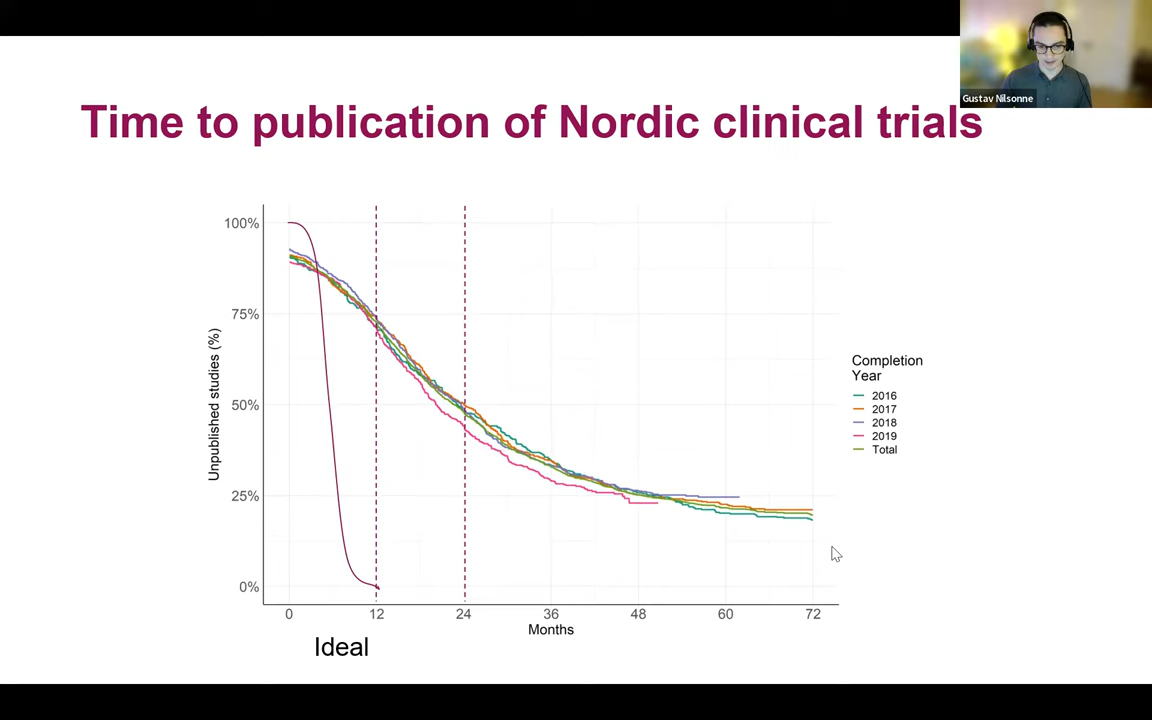 Gustav Nilsonne
Time to publication of Nordic clinical trials
Unpublished studies (%)
100%
75%
50%
25%
0%
0 12 24 36 48 60 72
Months
Ideal
Completion
Year
2016
2017
2018
2019
Total